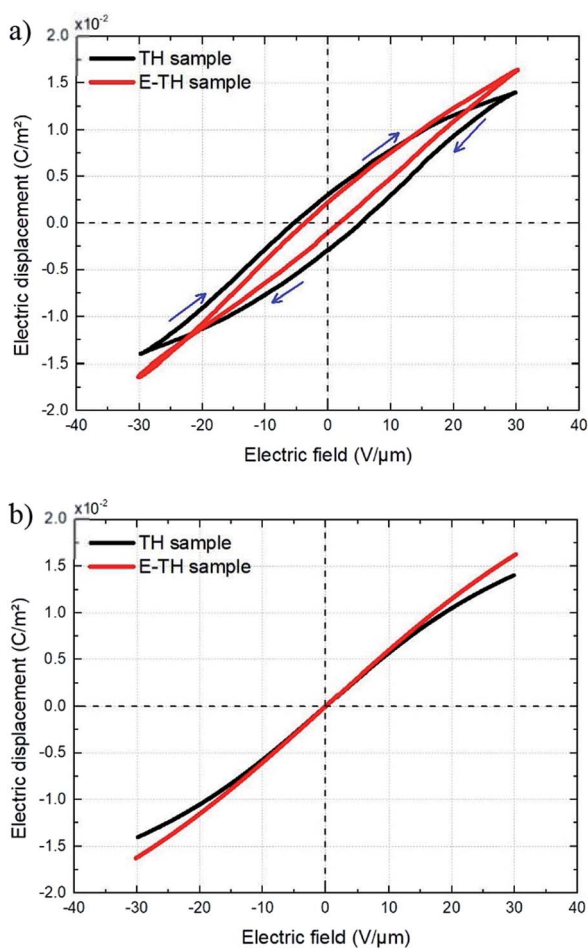 a)
x10⁻²
2.0
1.5
1.0
0.5
0.0
-0.5
-1.0
-1.5
-2.0
Electric displacement (C/m²)
TH sample
E-TH sample
-40 -30 -20 -10 0 10 20 30 40
Electric field (V/µm)
b)
x10⁻²
2.0
1.5
1.0
0.5
0.0
-0.5
-1.0
-1.5
-2.0
Electric displacement (C/m²)
TH sample
E-TH sample
-40 -30 -20 -10 0 10 20 30 40
Electric field (V/µm)